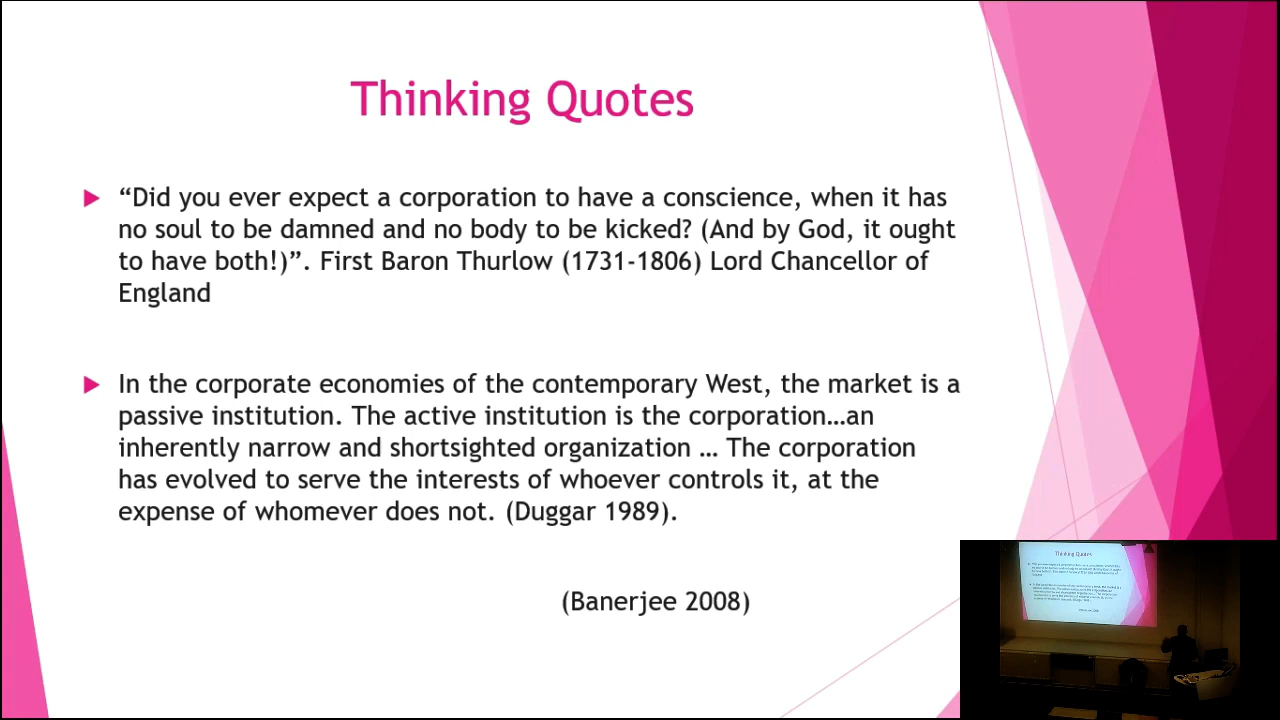 Thinking Quotes
“Did you ever expect a corporation to have a conscience, when it has
no soul to be damned and no body to be kicked? (And by God, it ought
to have both!)”. First Baron Thurlow (1731-1806) Lord Chancellor of
England
In the corporate economies of the contemporary West, the market is a
passive institution. The active institution is the corporation…an
inherently narrow and shortsighted organization … The corporation
has evolved to serve the interests of whoever controls it, at the
expense of whomever does not. (Duggar 1989).
(Banerjee 2008)
Thinking Quotes